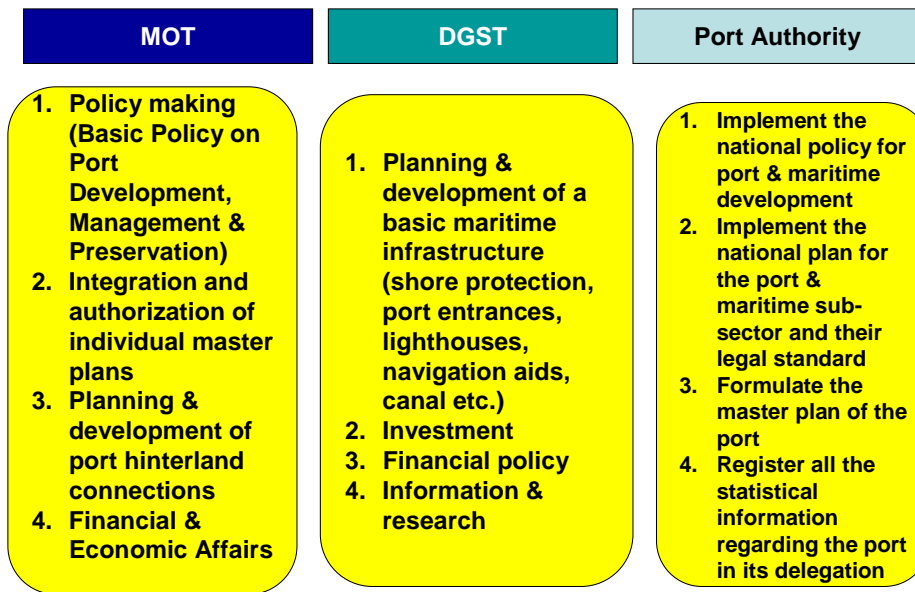 MOT
1. Policy making
(Basic Policy on
Port
Development,
Management &
Preservation)
2. Integration and
authorization of
individual master
plans
3. Planning &
development of
port hinterland
connections
4. Financial &
Economic Affairs
DGST
1. Planning &
development of a
basic maritime
infrastructure
(shore protection,
port entrances,
lighthouses,
navigation aids,
canal etc.)
2. Investment
3. Financial policy
4. Information &
research
Port Authority
1. Implement the
national policy for
port & maritime
development
2. Implement the
national plan for
the port &
maritime sub-
sector and their
legal standard
3. Formulate the
master plan of the
port
4. Register all the
statistical
information
regarding the port
in its delegation